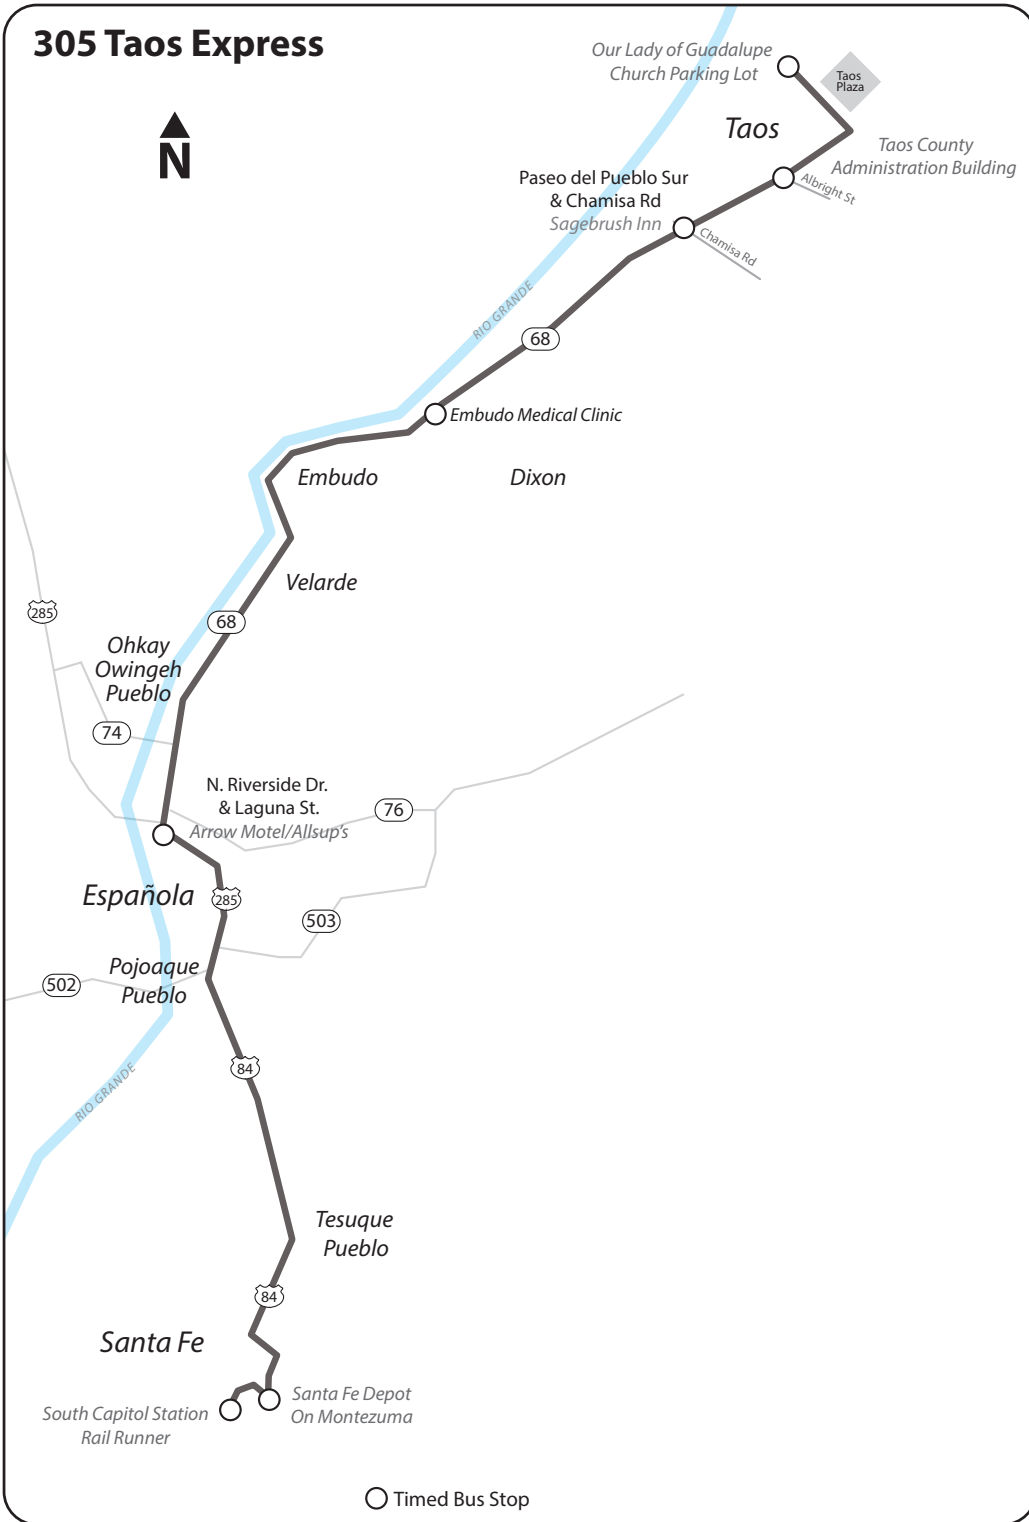 305 Taos Express
N
Our Lady of Guadalupe
Church Parking Lot
Taos
Plaza
Taos
Taos County
Administration Building
Albright St
Paseo del Pueblo Sur
& Chamisa Rd
Sagebrush Inn
Chamisa Rd
RIO GRANDE
68
Embudo Medical Clinic
Embudo
Dixon
Velarde
285
68
Ohkay
Owingeh
Pueblo
74
N. Riverside Dr.
& Laguna St.
Arrow Motel/Allsup's
76
Española
285
503
Pojoaque
Pueblo
502
84
RIO GRANDE
Tesuque
Pueblo
84
Santa Fe
Santa Fe Depot
On Montezuma
South Capitol Station
Rail Runner
Timed Bus Stop